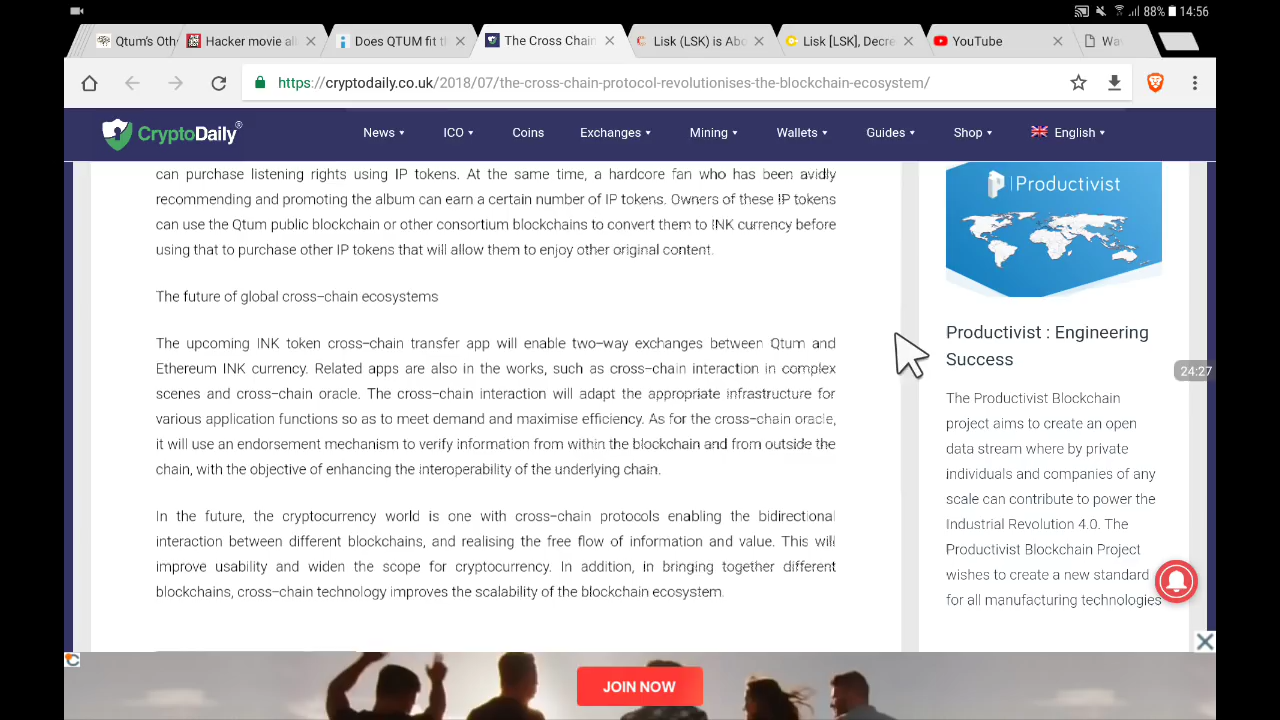 88% 14:56
Qtum's Oth
Hacker movie all
Does QTUM fit th
The Cross Chain
Lisk (LSK) is Abo
Lisk [LSK], Decre
YouTube
Wav
https://cryptodaily.co.uk/2018/07/the-cross-chain-protocol-revolutionises-the-blockchain-ecosystem/
CryptoDaily®
News
ICO
Coins
Exchanges
Mining
Wallets
Guides
Shop
English
can purchase listening rights using IP tokens. At the same time, a hardcore fan who has been avidly
recommending and promoting the album can earn a certain number of IP tokens. Owners of these IP tokens
can use the Qtum public blockchain or other consortium blockchains to convert them to INK currency before
using that to purchase other IP tokens that will allow them to enjoy other original content.
The future of global cross-chain ecosystems
The upcoming INK token cross-chain transfer app will enable two-way exchanges between Qtum and
Ethereum INK currency. Related apps are also in the works, such as cross-chain interaction in complex
scenes and cross-chain oracle. The cross-chain interaction will adapt the appropriate infrastructure for
various application functions so as to meet demand and maximise efficiency. As for the cross-chain oracle,
it will use an endorsement mechanism to verify information from within the blockchain and from outside the
chain, with the objective of enhancing the interoperability of the underlying chain.
In the future, the cryptocurrency world is one with cross-chain protocols enabling the bidirectional
interaction between different blockchains, and realising the free flow of information and value. This will
improve usability and widen the scope for cryptocurrency. In addition, in bringing together different
blockchains, cross-chain technology improves the scalability of the blockchain ecosystem.
Productivist
Productivist : Engineering
Success
24:27
The Productivist Blockchain
project aims to create an open
data stream where by private
individuals and companies of any
scale can contribute to power the
Industrial Revolution 4.0. The
Productivist Blockchain Project
wishes to create a new standard
for all manufacturing technologies
JOIN NOW